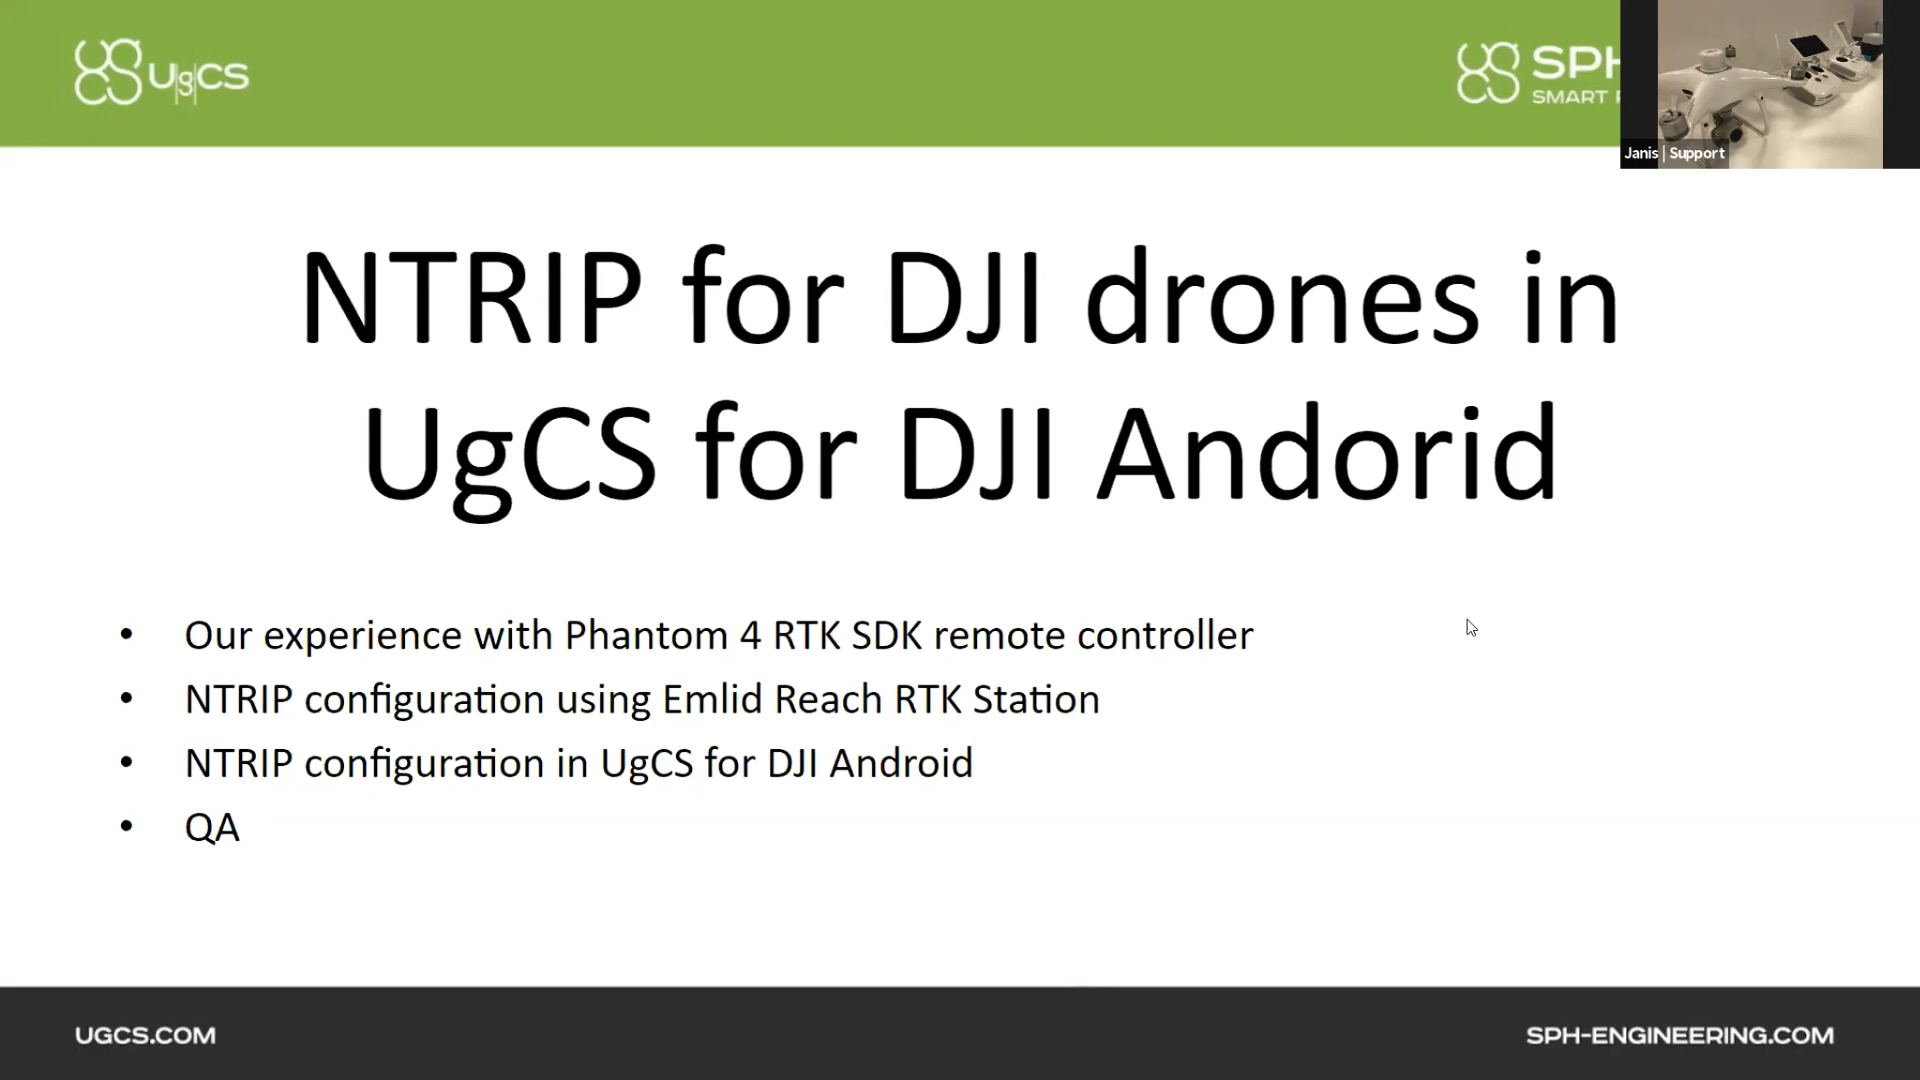 UgCS
SPH
SMART
Janis | Support
NTRIP for DJI drones in
UgCS for DJI Andorid
• Our experience with Phantom 4 RTK SDK remote controller
• NTRIP configuration using Emlid Reach RTK Station
• NTRIP configuration in UgCS for DJI Android
• QA
UGCS.COM
SPH-ENGINEERING.COM